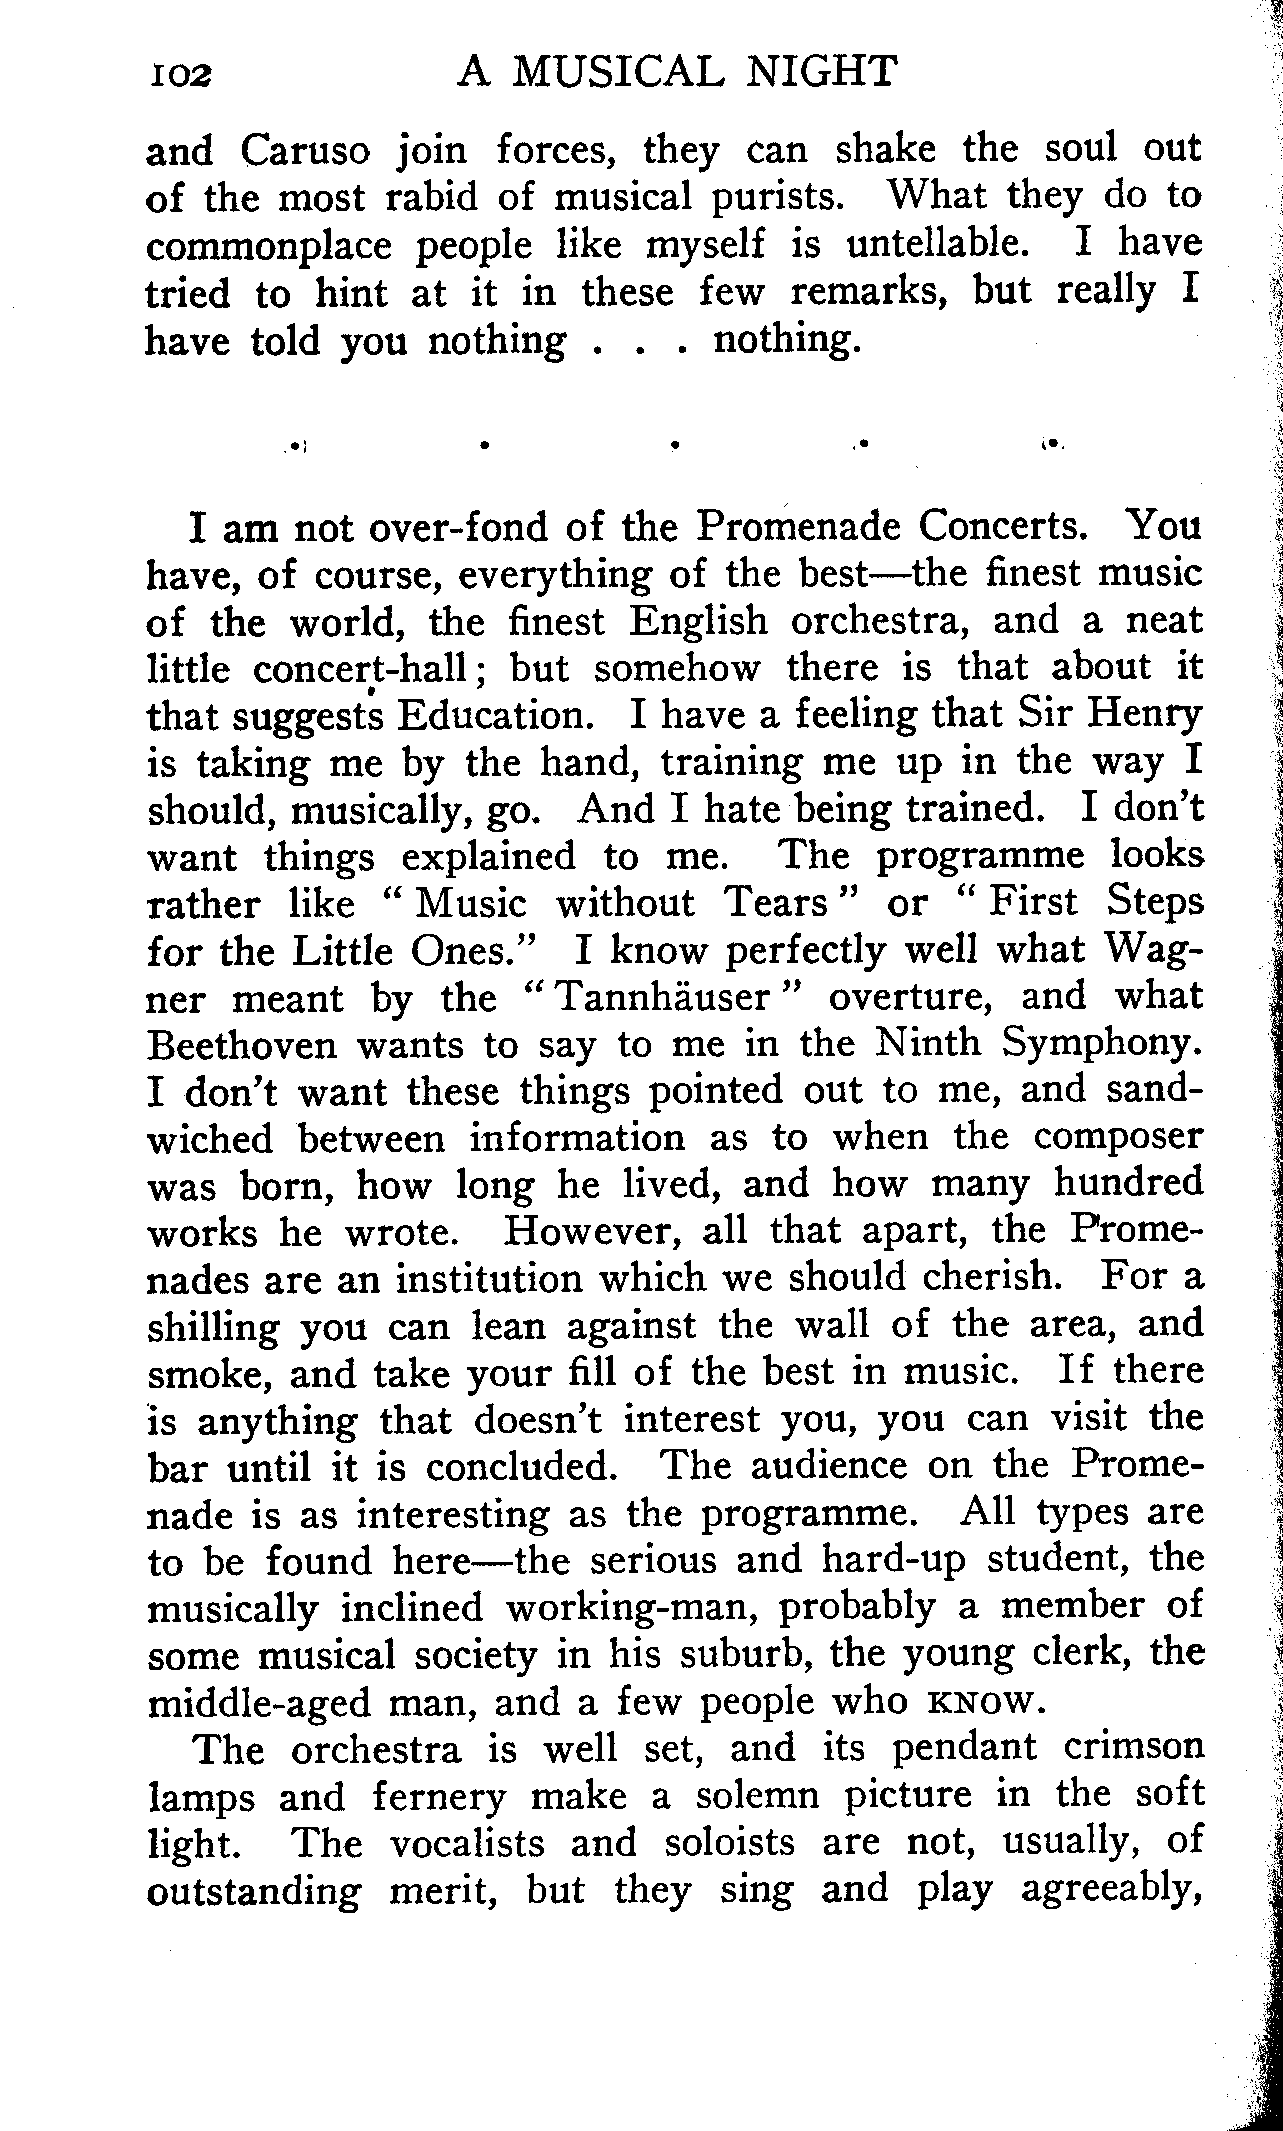 102 A MUSICAL NIGHT
and Caruso join forces, they can shake the soul out
of the most rabid of musical purists. What they do to
commonplace people like myself is untellable. I have
tried to hint at it in these few remarks, but really I
have told you nothing . . . nothing.
. . . . .
I am not over-fond of the Promenade Concerts. You
have, of course, everything of the best—the finest music
of the world, the finest English orchestra, and a neat
little concert-hall; but somehow there is that about it
that suggests Education. I have a feeling that Sir Henry
is taking me by the hand, training me up in the way I
should, musically, go. And I hate being trained. I don't
want things explained to me. The programme looks
rather like “Music without Tears” or “First Steps
for the Little Ones.” I know perfectly well what Wag-
ner meant by the “Tannhäuser” overture, and what
Beethoven wants to say to me in the Ninth Symphony.
I don't want these things pointed out to me, and sand-
wiched between information as to when the composer
was born, how long he lived, and how many hundred
works he wrote. However, all that apart, the Prome-
nades are an institution which we should cherish. For a
shilling you can lean against the wall of the area, and
smoke, and take your fill of the best in music. If there
is anything that doesn't interest you, you can visit the
bar until it is concluded. The audience on the Prome-
nade is as interesting as the programme. All types are
to be found here—the serious and hard-up student, the
musically inclined working-man, probably a member of
some musical society in his suburb, the young clerk, the
middle-aged man, and a few people who KNOW.
The orchestra is well set, and its pendant crimson
lamps and fernery make a solemn picture in the soft
light. The vocalists and soloists are not, usually, of
outstanding merit, but they sing and play agreeably,